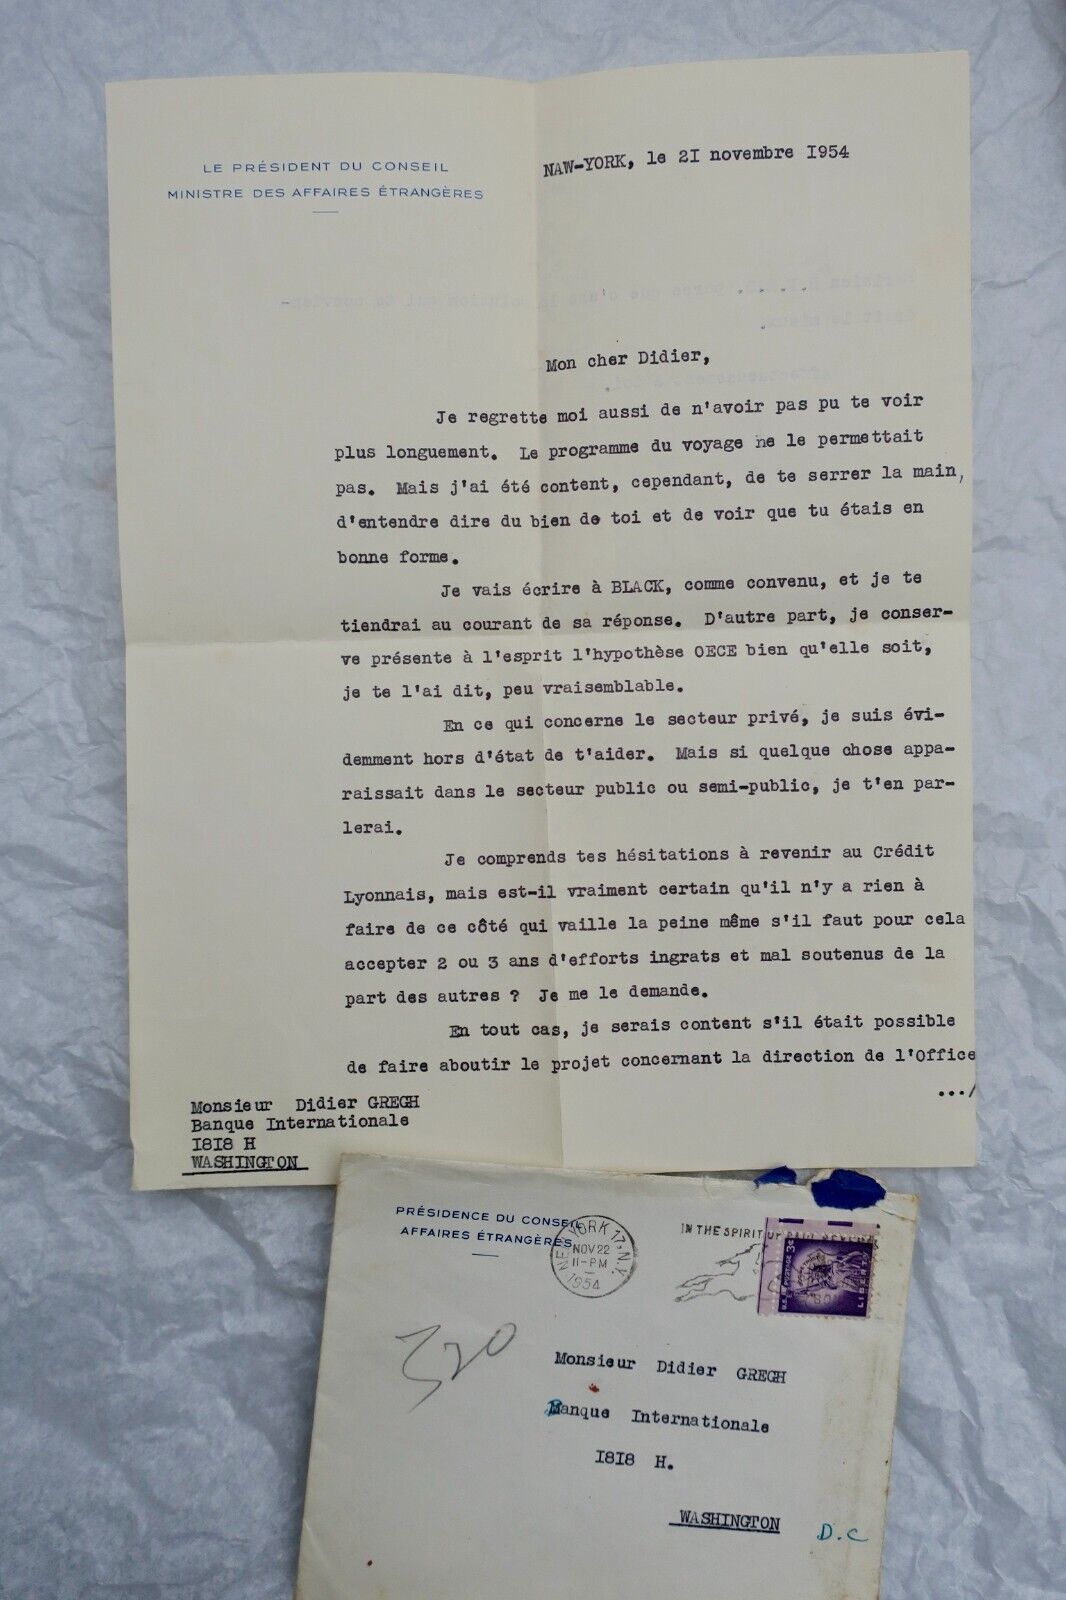 LE PRÉSIDENT DU CONSEIL
MINISTRE DES AFFAIRES ÉTRANGÈRES
NAW-YORK, le 2I novembre I954
Mon cher Didier,
Je regrette moi aussi de n'avoir pas pu te voir
plus longuement. Le programme du voyage ne le permettait
pas. Mais j'ai été content, cependant, de te serrer la main,
d'entendre dire du bien de toi et de voir que tu étais en
bonne forme.
Je vais écrire à BLACK, comme convenu, et je te
tiendrai au courant de sa réponse. D'autre part, je conser-
ve présente à l'esprit l'hypothèse OECE bien qu'elle soit,
je te l'ai dit, peu vraisemblable.
En ce qui concerne le secteur privé, je suis évi-
demment hors d'état de t'aider. Mais si quelque chose appa-
raissait dans le secteur public ou semi-public, je t'en par-
lerai.
Je comprends tes hésitations à revenir au Crédit
Lyonnais, mais est-il vraiment certain qu'il n'y a rien à
faire de ce côté qui vaille la peine même s'il faut pour cela
accepter 2 ou 3 ans d'efforts ingrats et mal soutenus de la
part des autres ? Je me le demande.
En tout cas, je serais content s'il était possible
de faire aboutir le projet concernant la direction de l'Office
.../
Monsieur Didier GREGH
Banque Internationale
I8I8 H
WASHINGTON
PRÉSIDENCE DU CONSEIL
AFFAIRES ÉTRANGÈRES
NEW YORK 17, N.Y.
NOV 22
11-PM
1954
IN THE SPIRIT OF PAUL REVERE
3¢
LIBERTY
320
Monsieur Didier GREGH
Banque Internationale
I8I8 H.
WASHINGTON D.C